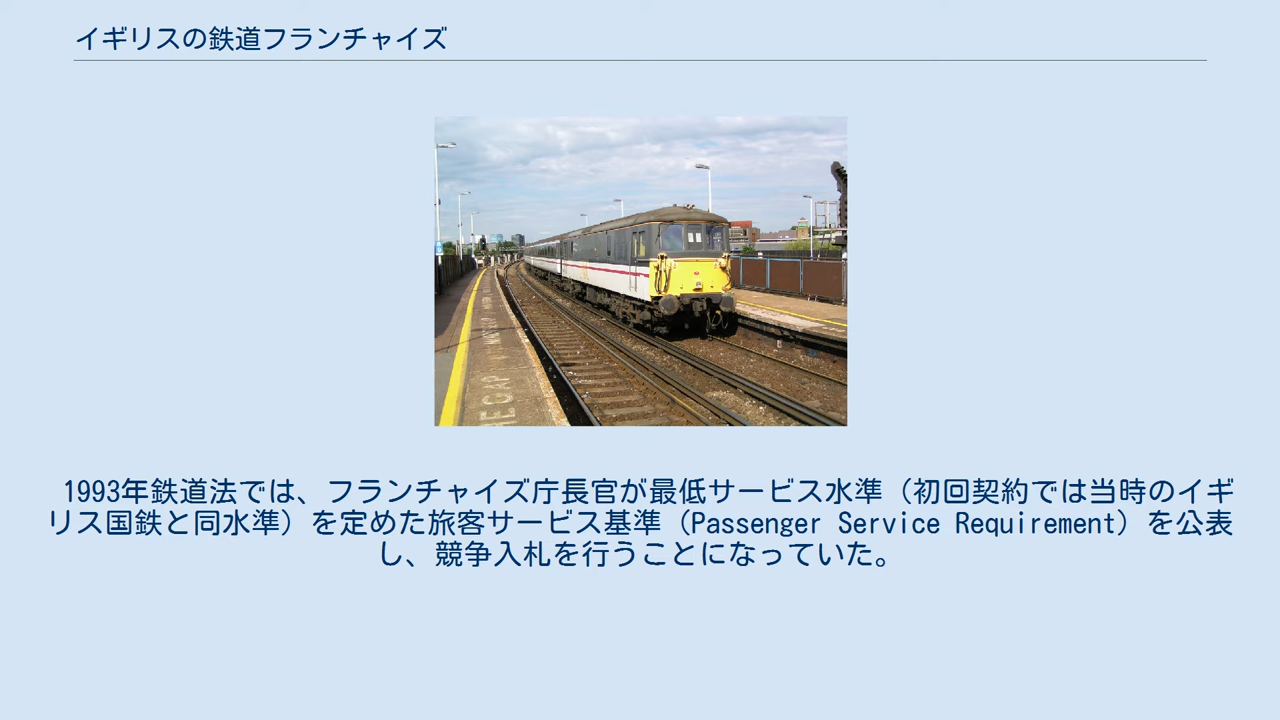 イギリスの鉄道フランチャイズ
1993年鉄道法では、フランチャイズ庁長官が最低サービス水準（初回契約では当時のイギ
リス国鉄と同水準）を定めた旅客サービス基準（Passenger Service Requirement）を公表
し、競争入札を行うことになっていた。